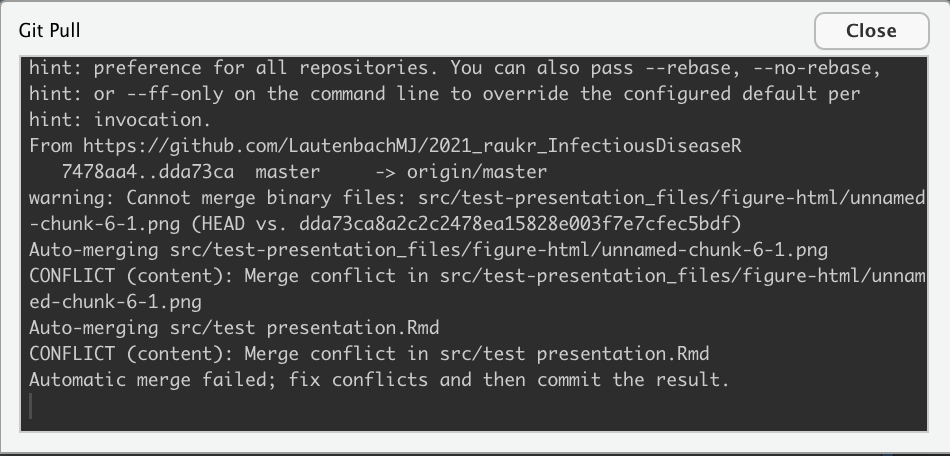 Git Pull
Close
hint: preference for all repositories. You can also pass --rebase, --no-rebase,
hint: or --ff-only on the command line to override the configured default per
hint: invocation.
From https://github.com/LautenbachMJ/2021_raukr_InfectiousDiseaseR
   7478aa4..dda73ca  master     -> origin/master
warning: Cannot merge binary files: src/test-presentation_files/figure-html/unnamed
-chunk-6-1.png (HEAD vs. dda73ca8a2c2c2478ea15828e003f7e7cfec5bdf)
Auto-merging src/test-presentation_files/figure-html/unnamed-chunk-6-1.png
CONFLICT (content): Merge conflict in src/test-presentation_files/figure-html/unnam
ed-chunk-6-1.png
Auto-merging src/test presentation.Rmd
CONFLICT (content): Merge conflict in src/test presentation.Rmd
Automatic merge failed; fix conflicts and then commit the result.